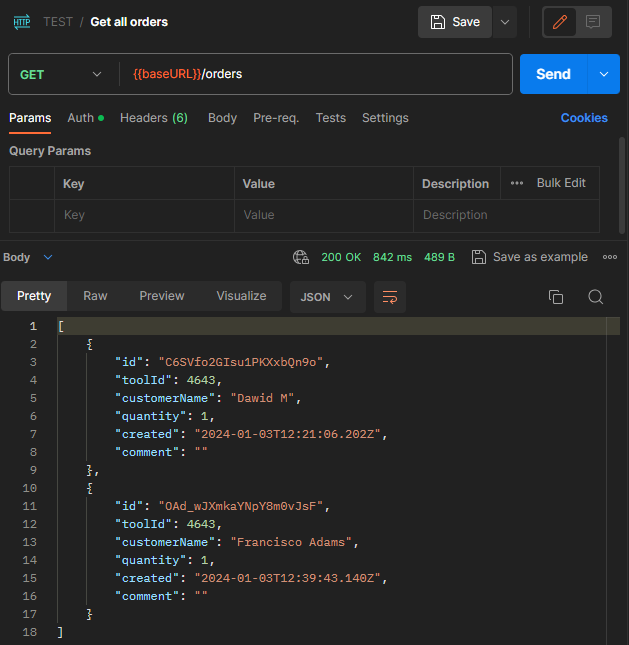 HTTP TEST / Get all orders Save
GET {{baseURL}}/orders Send
Params Auth Headers (6) Body Pre-req. Tests Settings Cookies
Query Params
Key Value Description Bulk Edit
Key Value Description
Body 200 OK 842 ms 489 B Save as example
Pretty Raw Preview Visualize JSON
1 [
2 {
3 "id": "C6SVfo2GIsu1PKXxbQn9o",
4 "toolId": 4643,
5 "customerName": "Dawid M",
6 "quantity": 1,
7 "created": "2024-01-03T12:21:06.202Z",
8 "comment": ""
9 },
10 {
11 "id": "OAd_wJXmkaYNpY8m0vJsF",
12 "toolId": 4643,
13 "customerName": "Francisco Adams",
14 "quantity": 1,
15 "created": "2024-01-03T12:39:43.140Z",
16 "comment": ""
17 }
18 ]